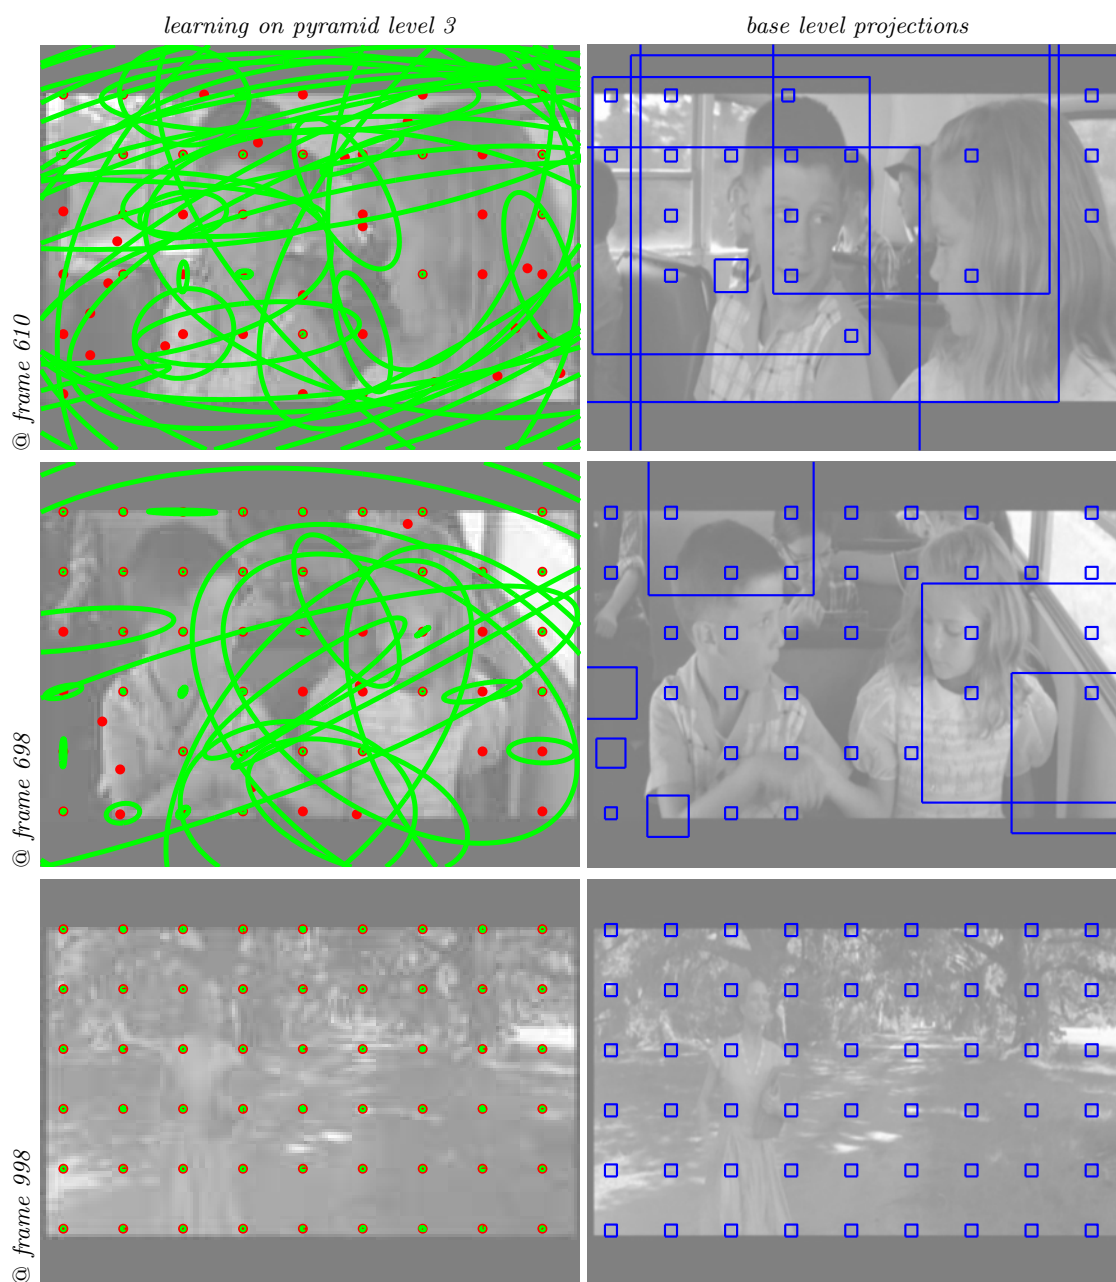 learning on pyramid level 3
base level projections
@ frame 610
@ frame 698
@ frame 998